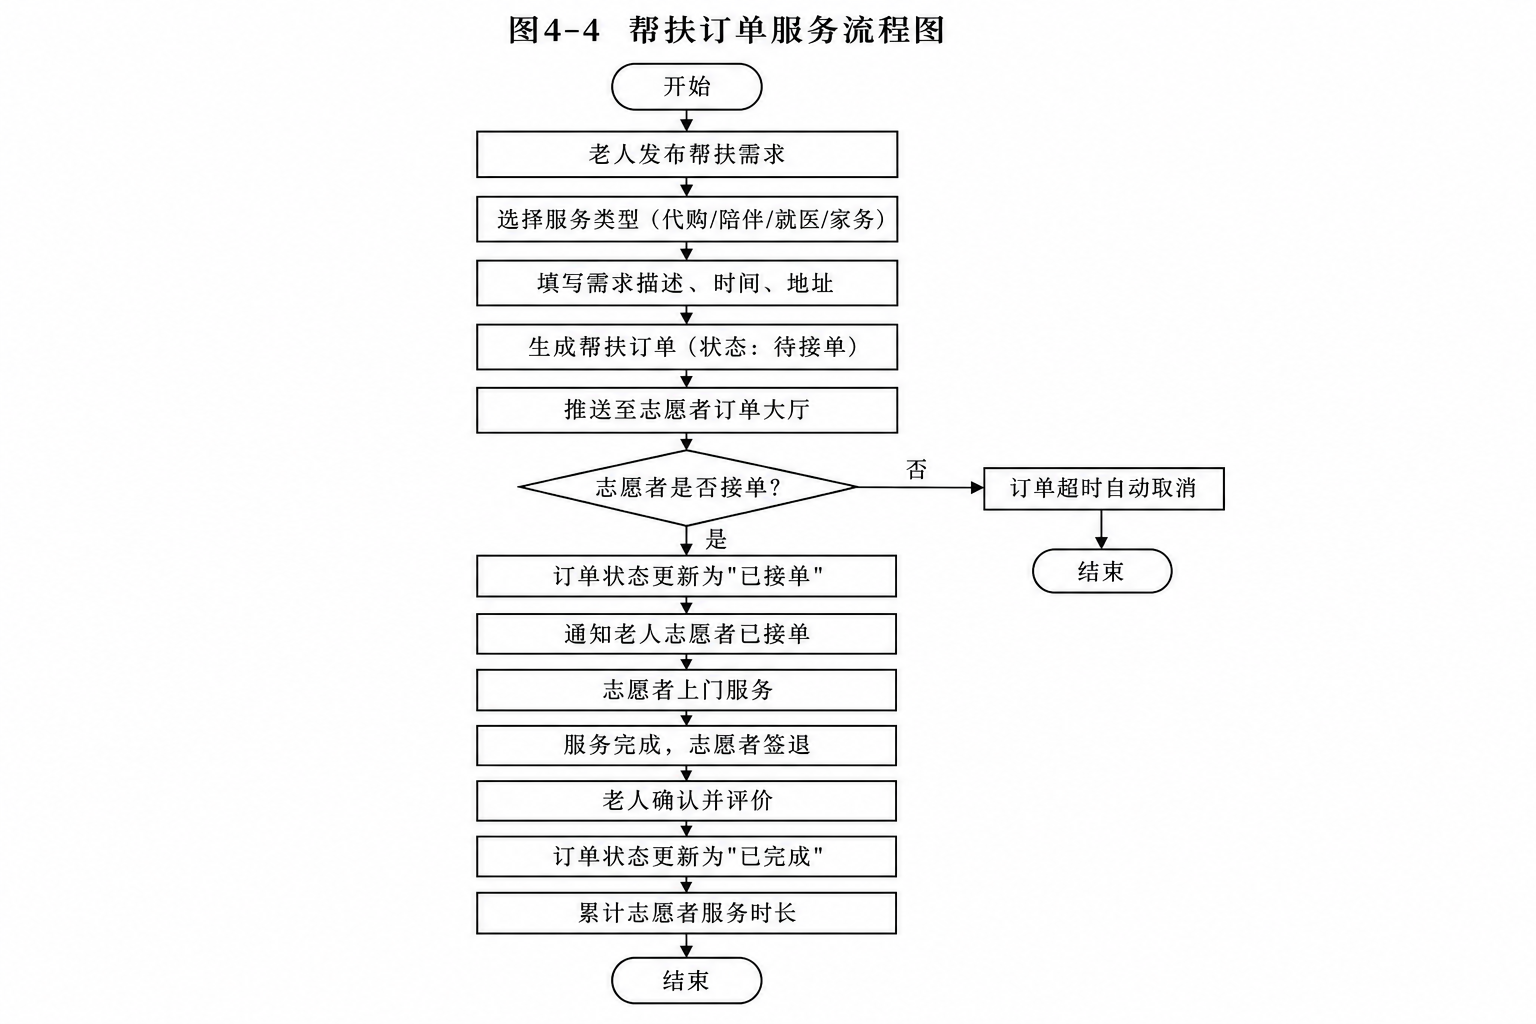 图4-4 帮扶订单服务流程图
开始
老人发布帮扶需求
选择服务类型（代购/陪伴/就医/家务）
填写需求描述、时间、地址
生成帮扶订单（状态：待接单）
推送至志愿者订单大厅
志愿者是否接单？
否
订单超时自动取消
结束
是
订单状态更新为"已接单"
通知老人志愿者已接单
志愿者上门服务
服务完成，志愿者签退
老人确认并评价
订单状态更新为"已完成"
累计志愿者服务时长
结束